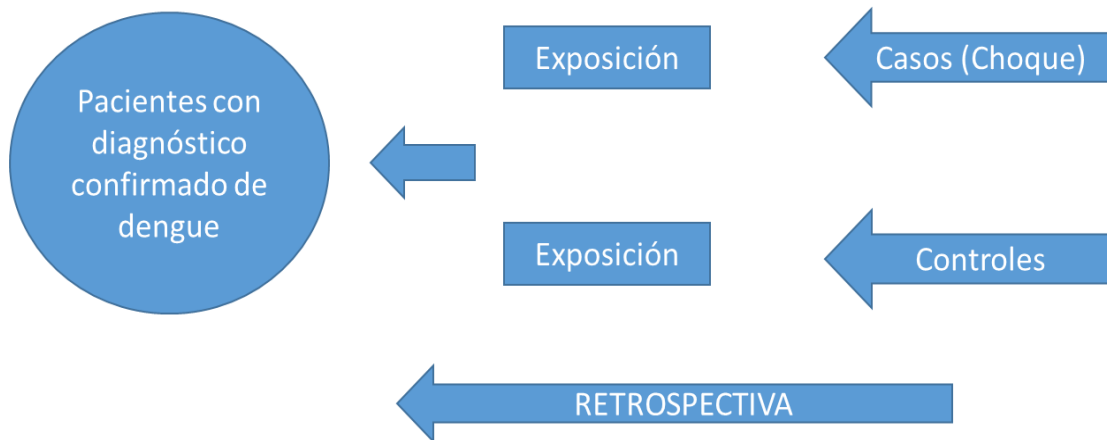 Pacientes con
diagnóstico
confirmado de
dengue
Exposición
Casos (Choque)
Exposición
Controles
RETROSPECTIVA